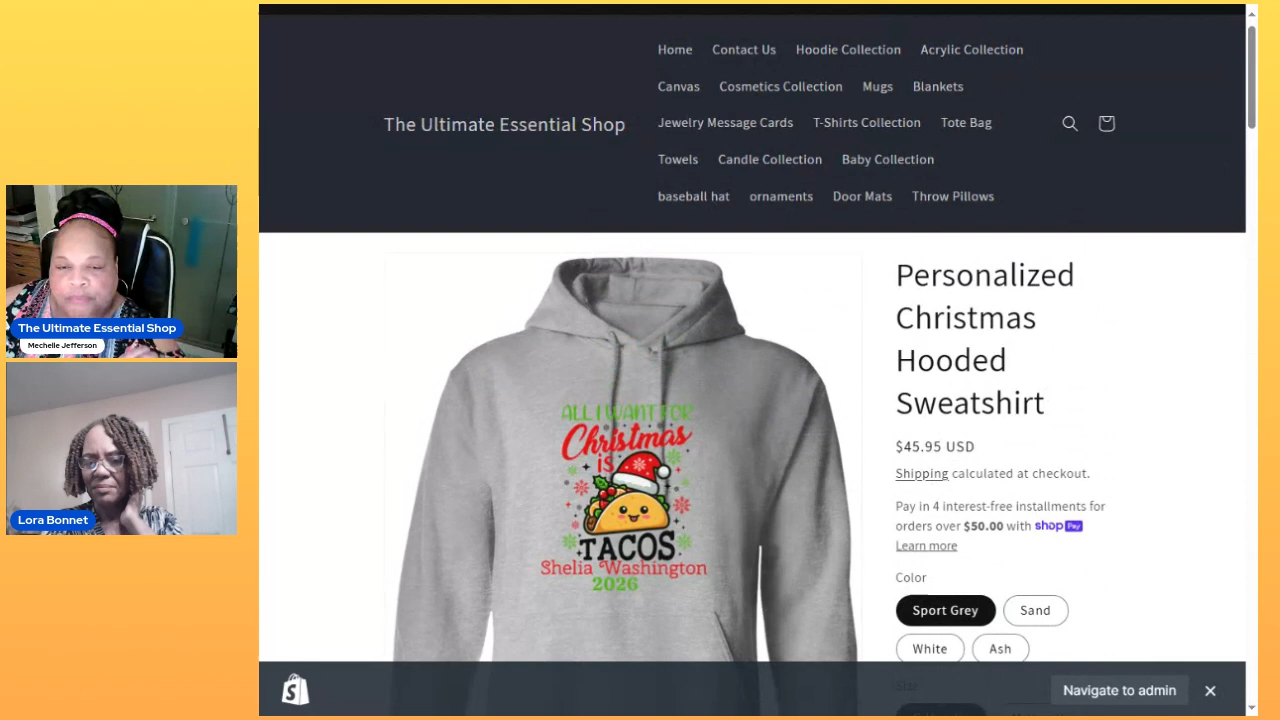 Home Contact Us Hoodie Collection Acrylic Collection
Canvas Cosmetics Collection Mugs Blankets
The Ultimate Essential Shop
Jewelry Message Cards T-Shirts Collection Tote Bag
Towels Candle Collection Baby Collection
baseball hat ornaments Door Mats Throw Pillows
The Ultimate Essential Shop
Mechelle Jefferson
Lora Bonnet
ALL I WANT FOR
Christmas
is
TACOS
Shelia Washington
2026
Personalized
Christmas
Hooded
Sweatshirt
$45.95 USD
Shipping calculated at checkout.
Pay in 4 interest-free installments for
orders over $50.00 with shop Pay
Learn more
Color
Sport Grey Sand
White Ash
Size
Navigate to admin